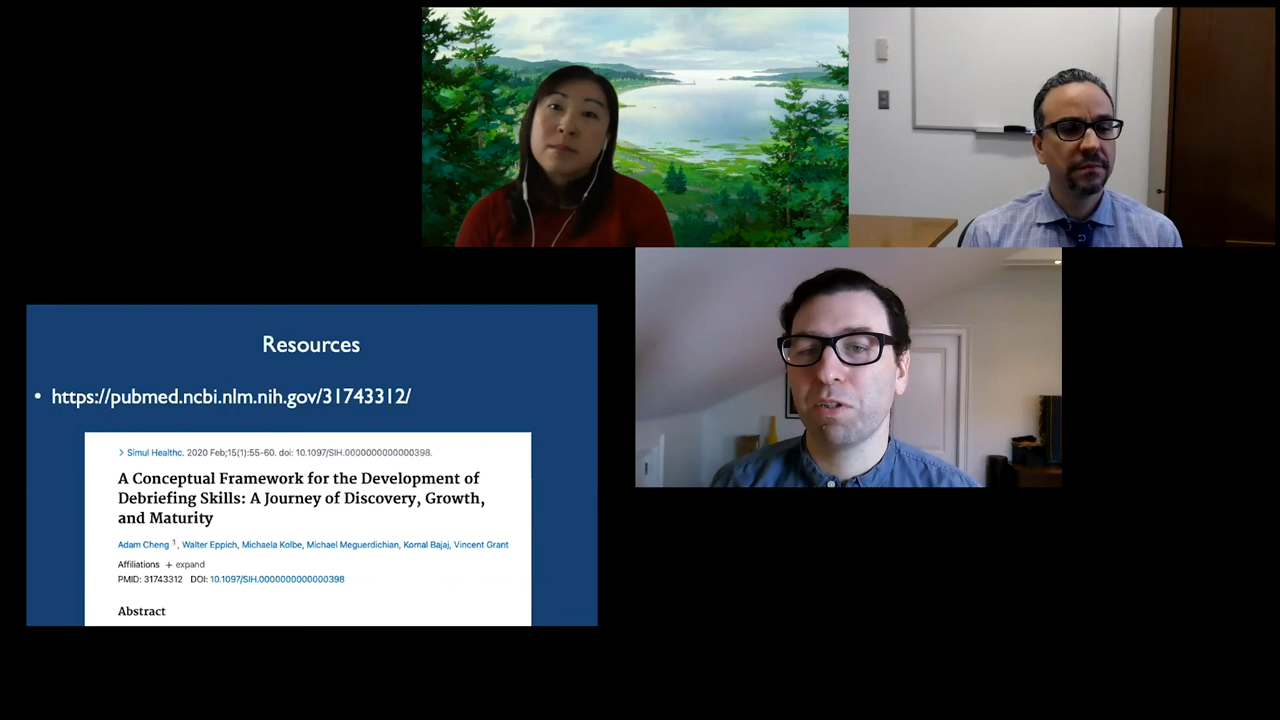 Resources
• https://pubmed.ncbi.nlm.nih.gov/31743312/
> Simul Healthc. 2020 Feb;15(1):55-60. doi: 10.1097/SIH.0000000000000398.
A Conceptual Framework for the Development of
Debriefing Skills: A Journey of Discovery, Growth,
and Maturity
Adam Cheng 1, Walter Eppich, Michaela Kolbe, Michael Meguerdichian, Komal Bajaj, Vincent Grant
Affiliations + expand
PMID: 31743312 DOI: 10.1097/SIH.0000000000000398
Abstract